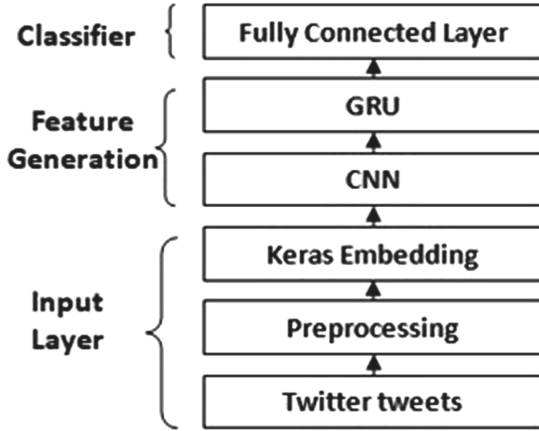 Classifier
Fully Connected Layer
Feature
Generation
GRU
CNN
Input
Layer
Keras Embedding
Preprocessing
Twitter tweets